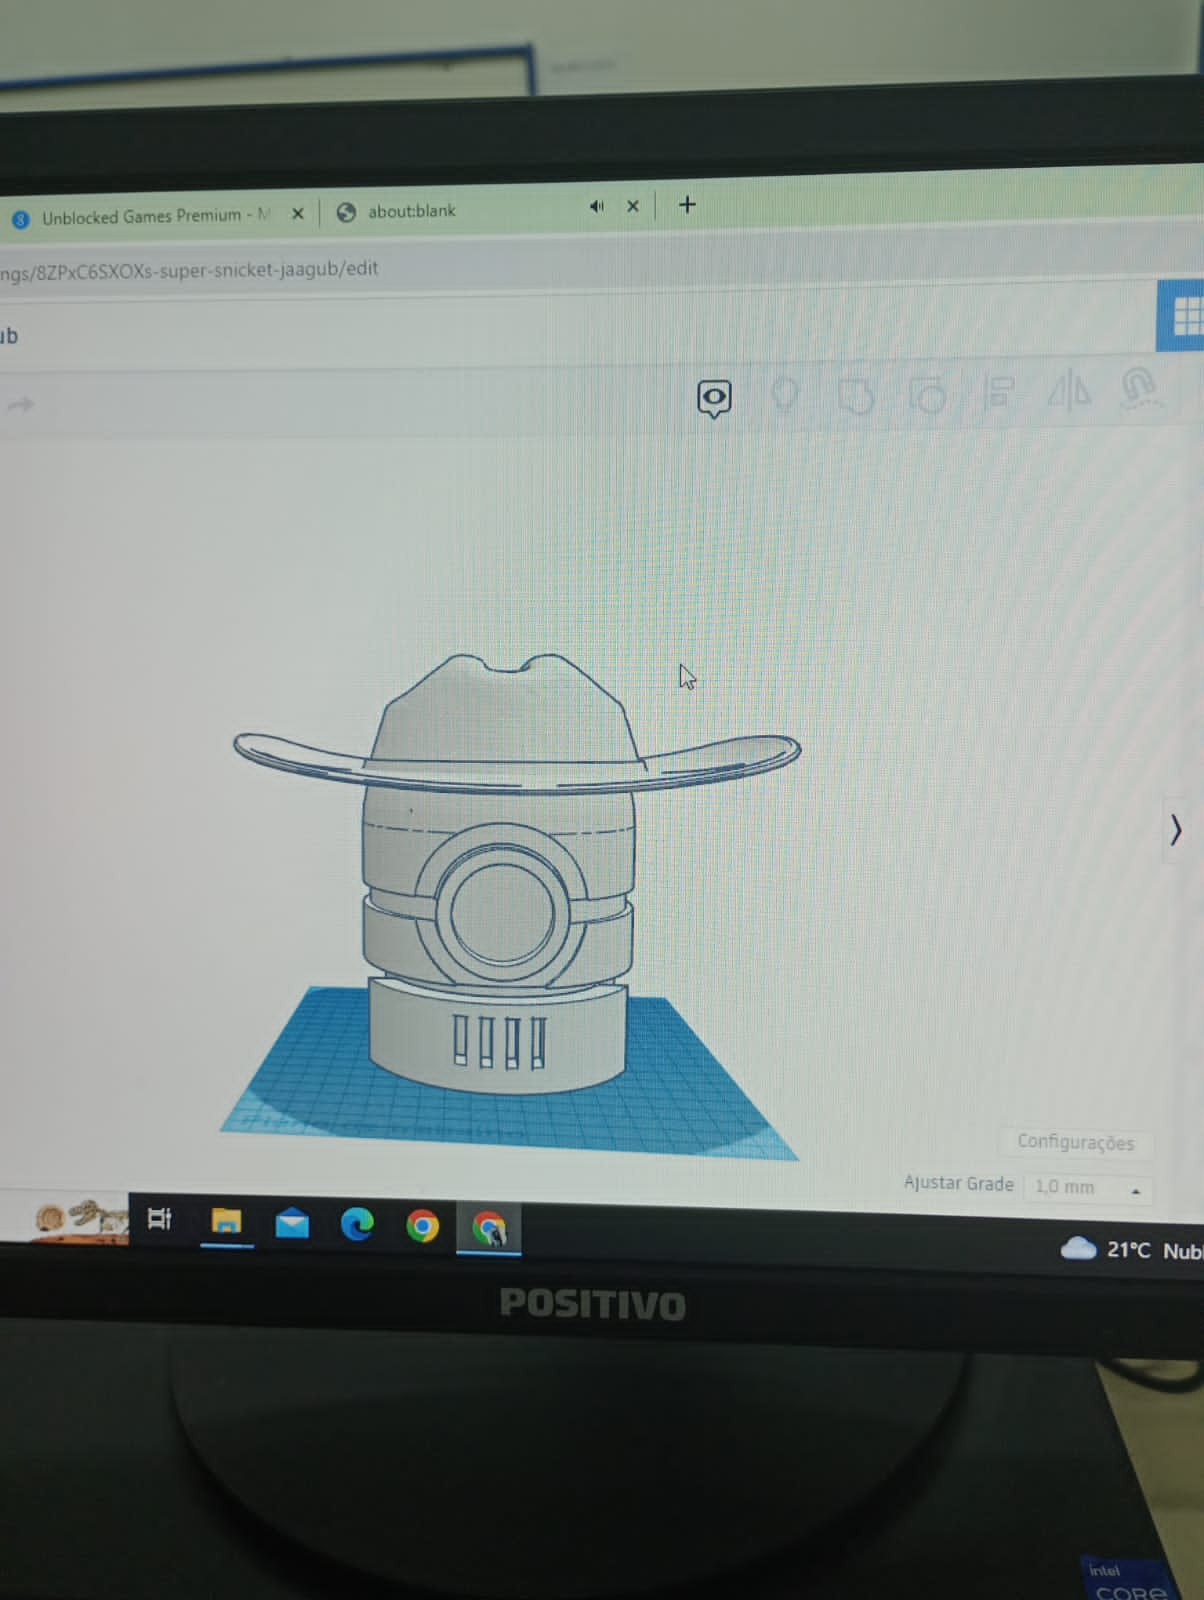 Unblocked Games Premium - M
about:blank
ngs/8ZPxC6SXOXs-super-snicket-jaagub/edit
ub
Configurações
Ajustar Grade 1,0 mm
21°C Nubl
POSITIVO
intel
CORE